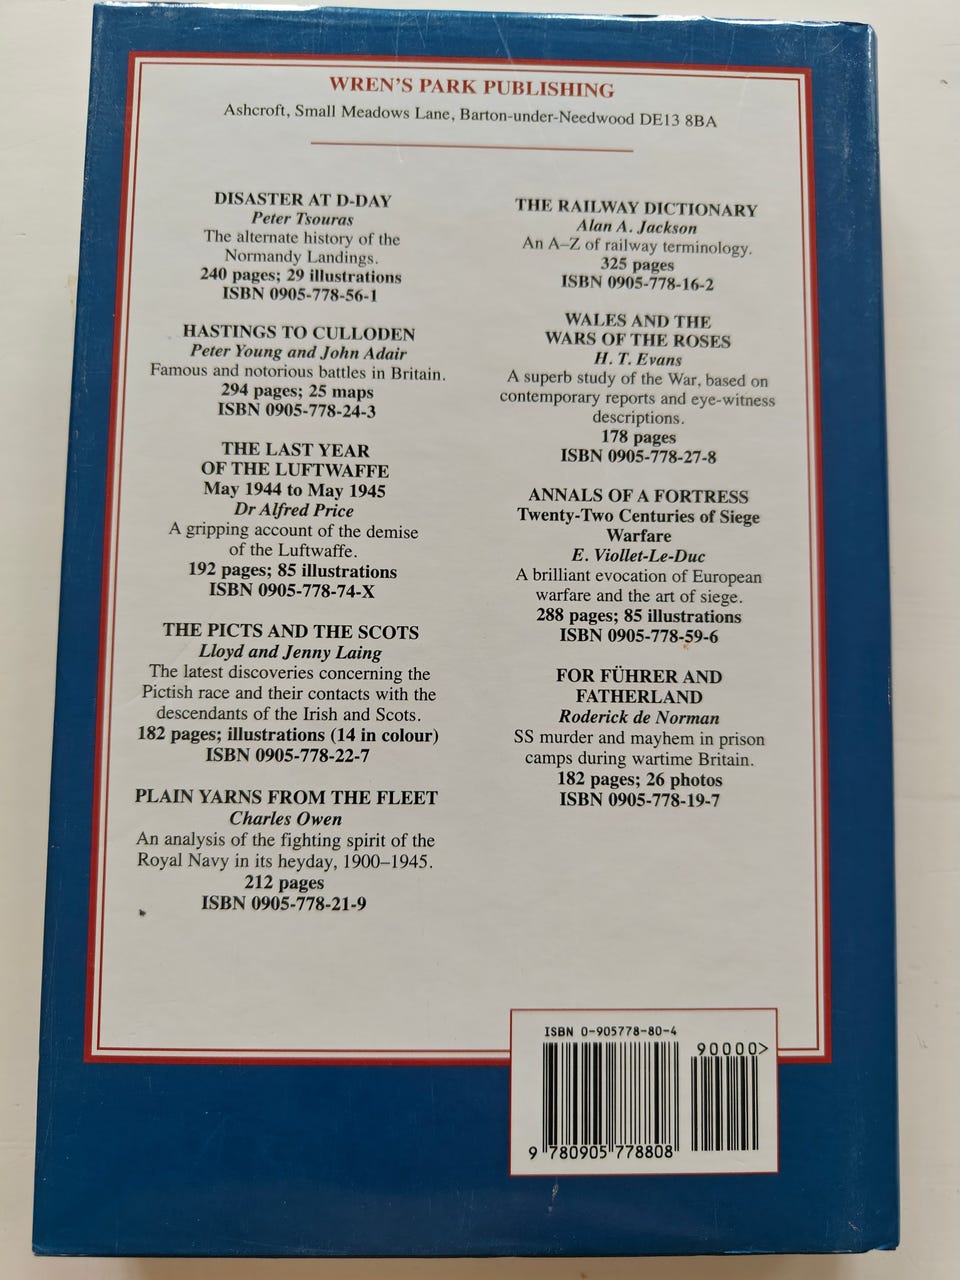 WREN'S PARK PUBLISHING
Ashcroft, Small Meadows Lane, Barton-under-Needwood DE13 8BA
DISASTER AT D-DAY
Peter Tsouras
The alternate history of the
Normandy Landings.
240 pages; 29 illustrations
ISBN 0905-778-56-1
HASTINGS TO CULLODEN
Peter Young and John Adair
Famous and notorious battles in Britain.
294 pages; 25 maps
ISBN 0905-778-24-3
THE LAST YEAR
OF THE LUFTWAFFE
May 1944 to May 1945
Dr Alfred Price
A gripping account of the demise
of the Luftwaffe.
192 pages; 85 illustrations
ISBN 0905-778-74-X
THE PICTS AND THE SCOTS
Lloyd and Jenny Laing
The latest discoveries concerning the
Pictish race and their contacts with the
descendants of the Irish and Scots.
182 pages; illustrations (14 in colour)
ISBN 0905-778-22-7
PLAIN YARNS FROM THE FLEET
Charles Owen
An analysis of the fighting spirit of the
Royal Navy in its heyday, 1900–1945.
212 pages
ISBN 0905-778-21-9
THE RAILWAY DICTIONARY
Alan A. Jackson
An A–Z of railway terminology.
325 pages
ISBN 0905-778-16-2
WALES AND THE
WARS OF THE ROSES
H. T. Evans
A superb study of the War, based on
contemporary reports and eye-witness
descriptions.
178 pages
ISBN 0905-778-27-8
ANNALS OF A FORTRESS
Twenty-Two Centuries of Siege
Warfare
E. Viollet-Le-Duc
A brilliant evocation of European
warfare and the art of siege.
288 pages; 85 illustrations
ISBN 0905-778-59-6
FOR FÜHRER AND
FATHERLAND
Roderick de Norman
SS murder and mayhem in prison
camps during wartime Britain.
182 pages; 26 photos
ISBN 0905-778-19-7
ISBN 0-905778-80-4
90000>
9 780905 778808